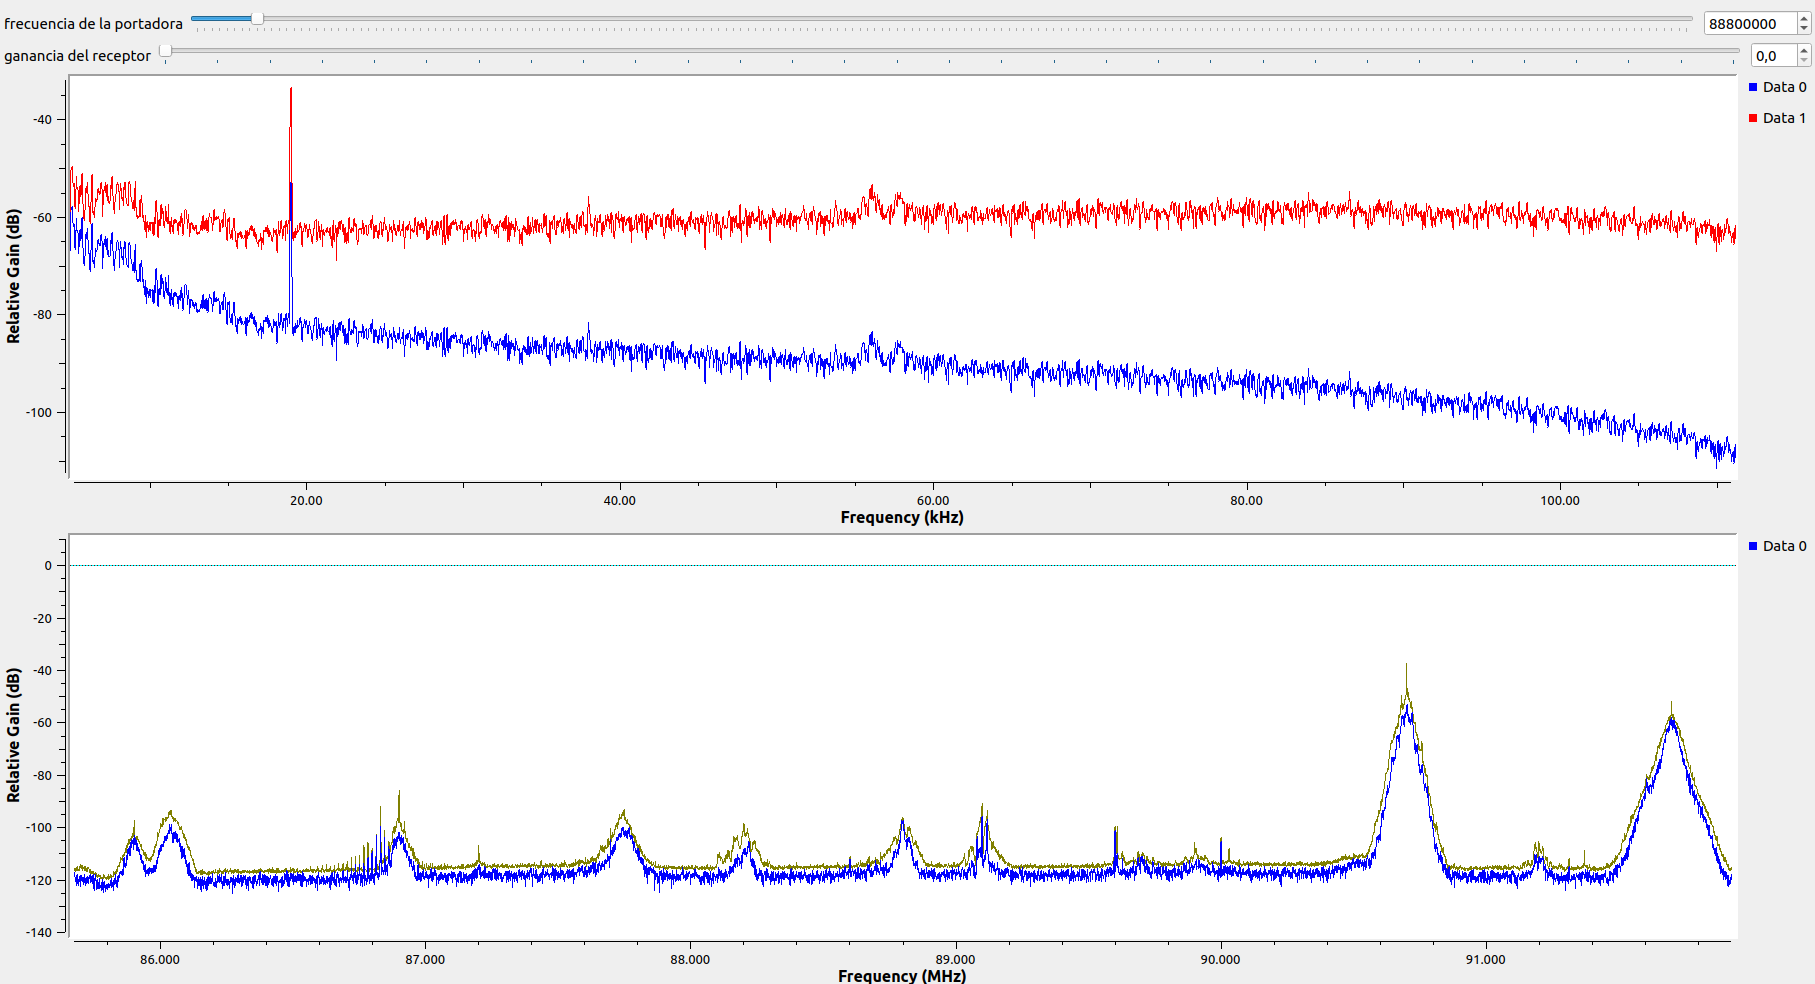 frecuencia de la portadora 88800000
ganancia del receptor 0,0
Data 0
Data 1
-40
-60
-80
-100
Relative Gain (dB)
20.00 40.00 60.00 80.00 100.00
Frequency (kHz)
Data 0
0
-20
-40
-60
-80
-100
-120
-140
Relative Gain (dB)
86.000 87.000 88.000 89.000 90.000 91.000
Frequency (MHz)